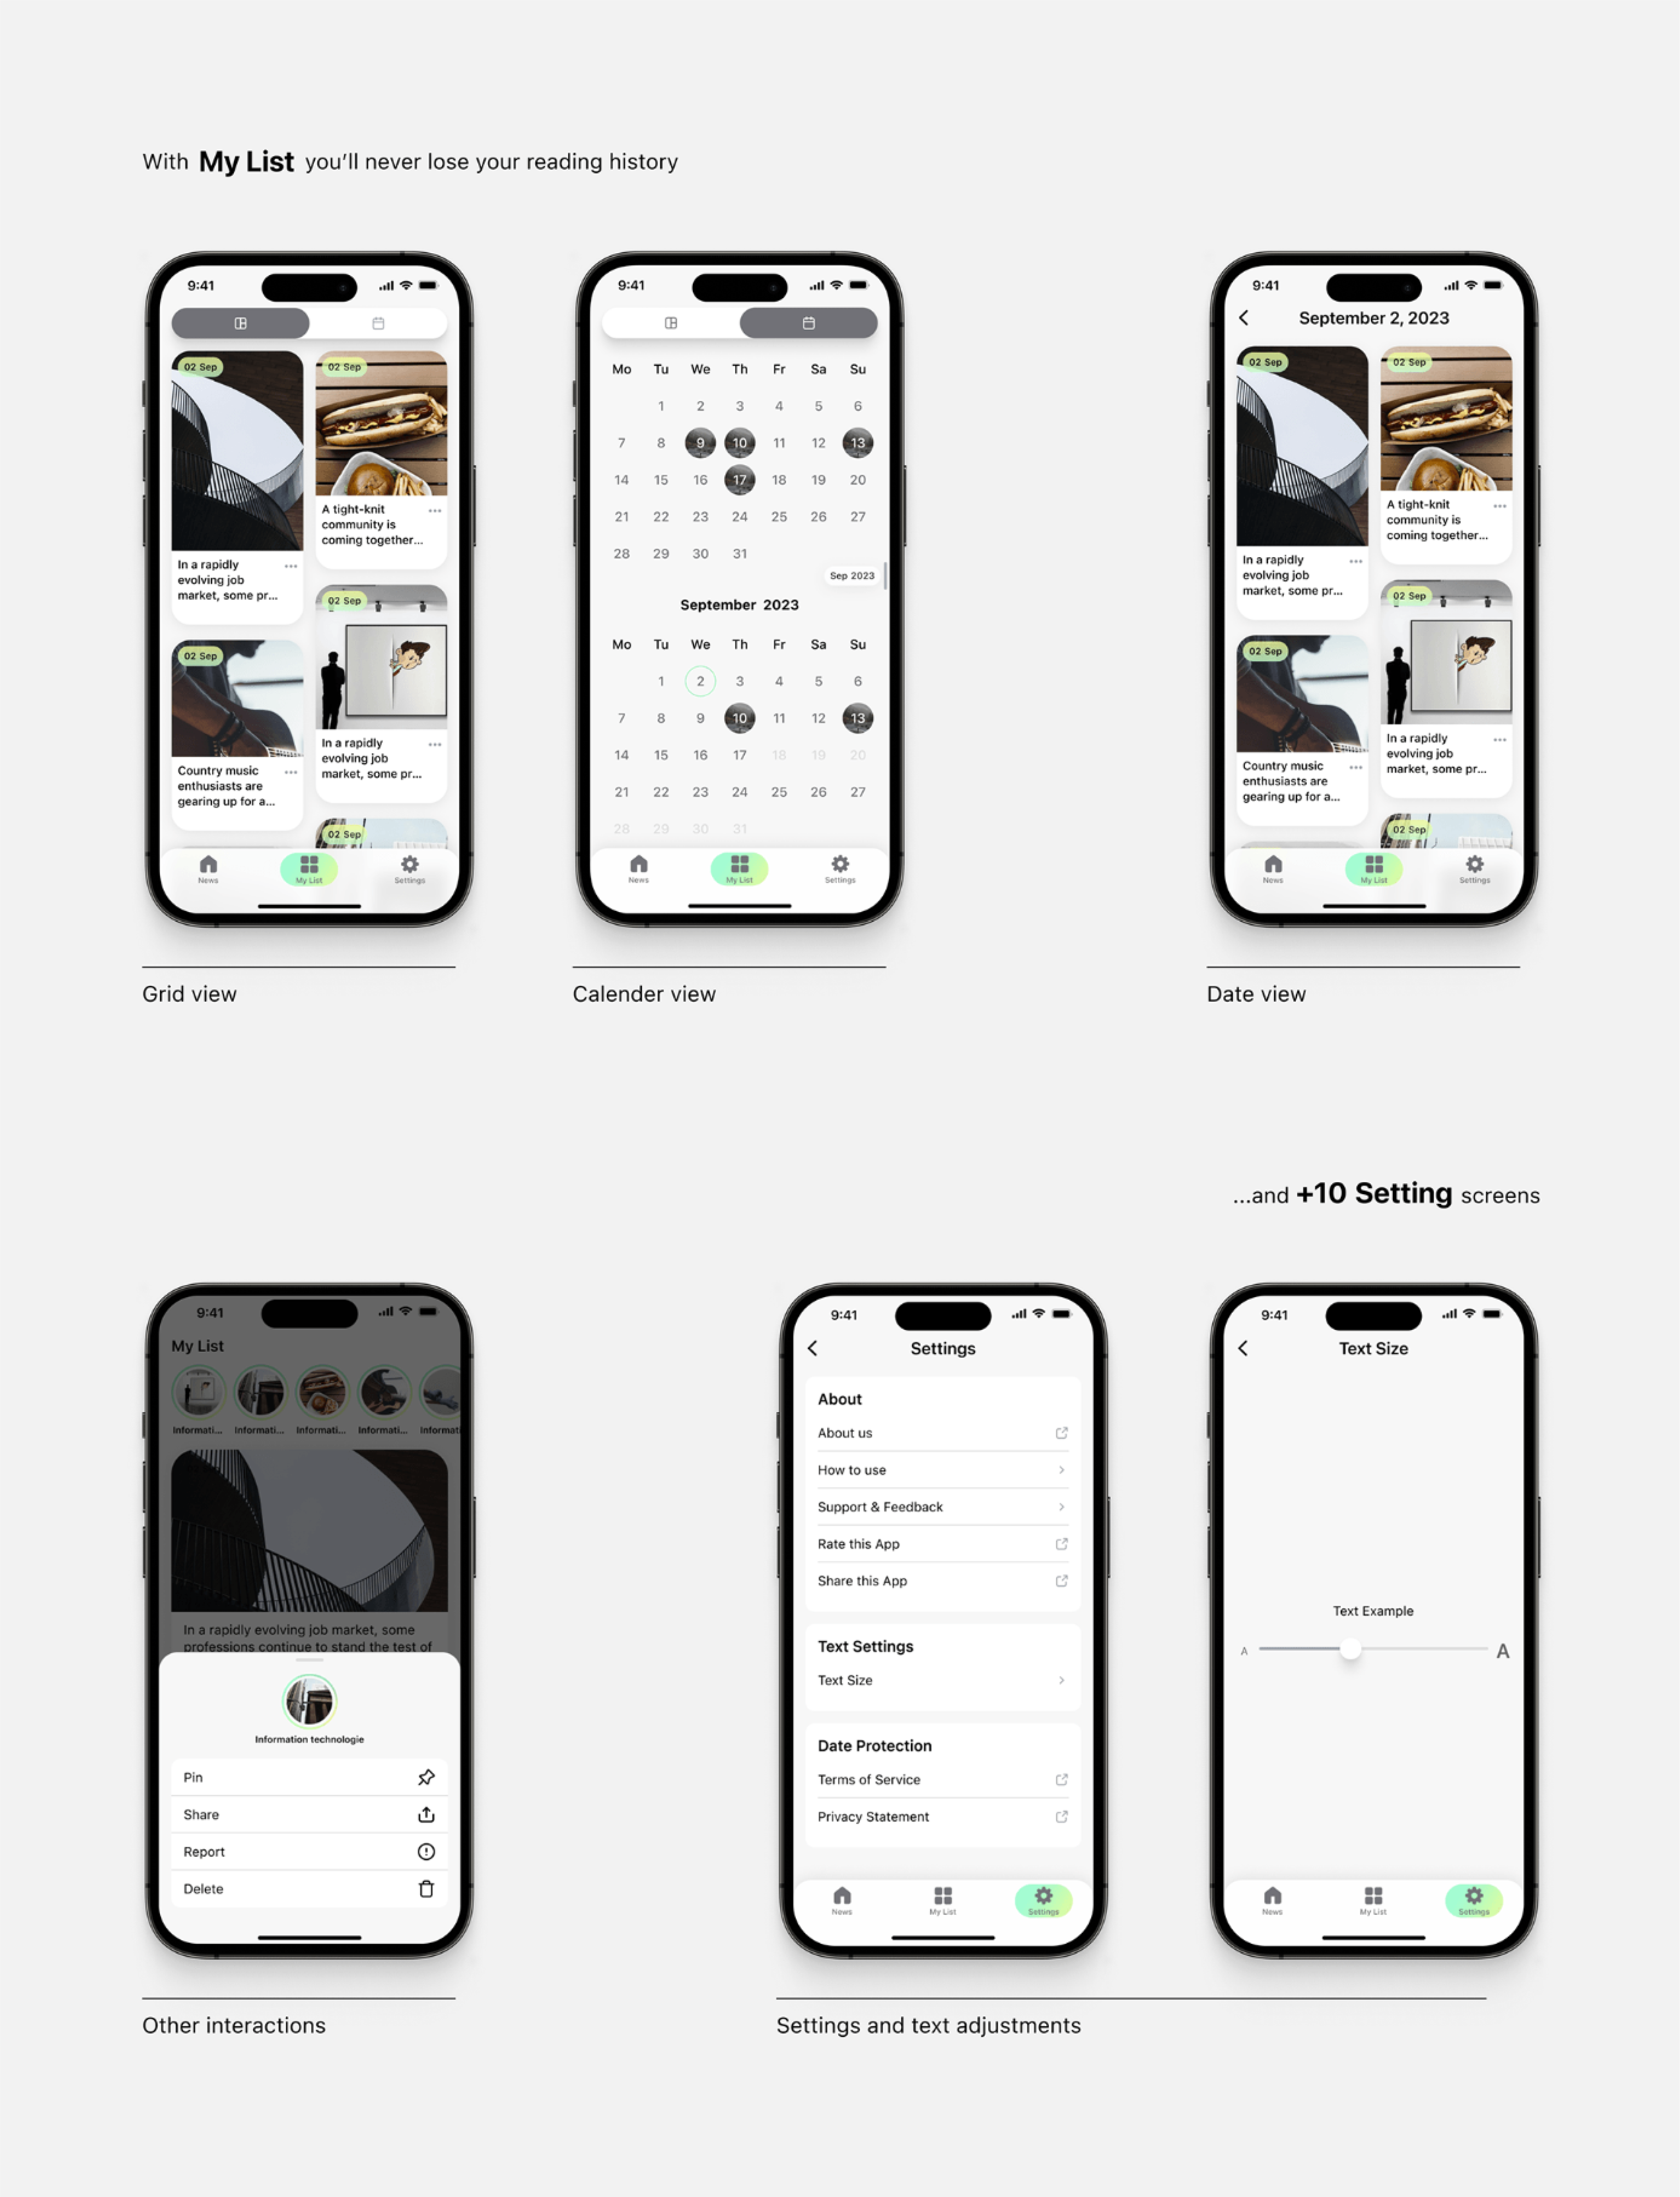 With My List you'll never lose your reading history
9:41
02 Sep
In a rapidly
evolving job
market, some pr...
02 Sep
Country music
enthusiasts are
gearing up for a...
02 Sep
A tight-knit
community is
coming together...
02 Sep
In a rapidly
evolving job
market, some pr...
02 Sep
News
My List
Settings
Grid view
9:41
Mo Tu We Th Fr Sa Su
1 2 3 4 5 6
7 8 9 10 11 12 13
14 15 16 17 18 19 20
21 22 23 24 25 26 27
28 29 30 31
Sep 2023
September 2023
Mo Tu We Th Fr Sa Su
1 2 3 4 5 6
7 8 9 10 11 12 13
14 15 16 17 18 19 20
21 22 23 24 25 26 27
28 29 30 31
News
My List
Settings
Calender view
9:41
September 2, 2023
02 Sep
In a rapidly
evolving job
market, some pr...
02 Sep
Country music
enthusiasts are
gearing up for a...
02 Sep
A tight-knit
community is
coming together...
02 Sep
In a rapidly
evolving job
market, some pr...
02 Sep
News
My List
Settings
Date view
...and +10 Setting screens
9:41
My List
Informati... Informati... Informati... Informati... Informat
In a rapidly evolving job market, some
professions continue to stand the test of
Information technologie
Pin
Share
Report
Delete
Other interactions
9:41
Settings
About
About us
How to use
Support & Feedback
Rate this App
Share this App
Text Settings
Text Size
Date Protection
Terms of Service
Privacy Statement
News
My List
Settings
9:41
Text Size
Text Example
A A
News
My List
Settings
Settings and text adjustments